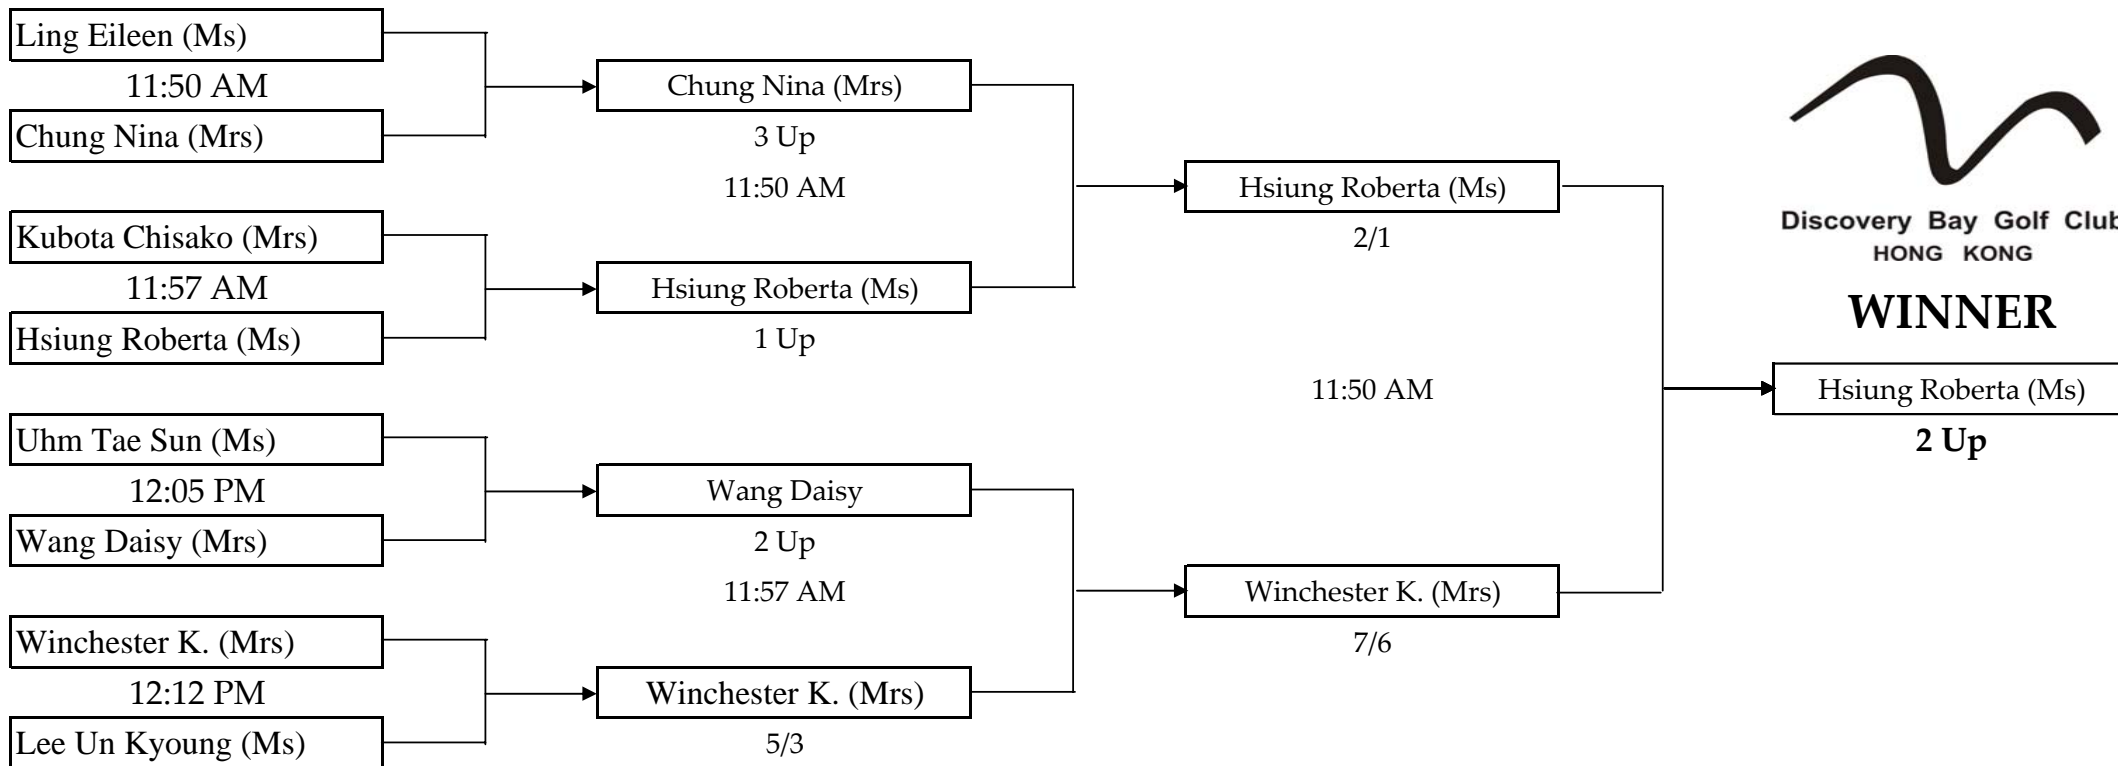 Ling Eileen (Ms)
11:50 AM
Chung Nina (Mrs)
Kubota Chisako (Mrs)
11:57 AM
Hsiung Roberta (Ms)
Uhm Tae Sun (Ms)
12:05 PM
Wang Daisy (Mrs)
Winchester K. (Mrs)
12:12 PM
Lee Un Kyoung (Ms)
Chung Nina (Mrs)
3 Up
11:50 AM
Hsiung Roberta (Ms)
1 Up
Wang Daisy
2 Up
11:57 AM
Winchester K. (Mrs)
5/3
Hsiung Roberta (Ms)
2/1
11:50 AM
Winchester K. (Mrs)
7/6
Discovery Bay Golf Club
HONG KONG
WINNER
Hsiung Roberta (Ms)
2 Up